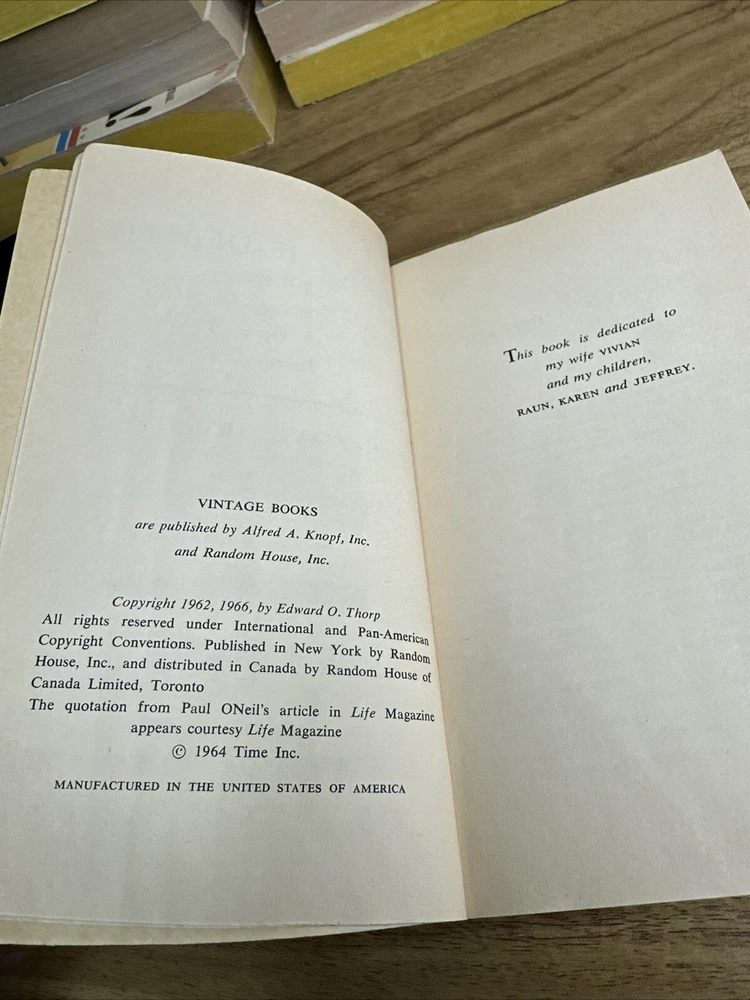 VINTAGE BOOKS
are published by Alfred A. Knopf, Inc.
and Random House, Inc.
Copyright 1962, 1966, by Edward O. Thorp
All rights reserved under International and Pan-American
Copyright Conventions. Published in New York by Random
House, Inc., and distributed in Canada by Random House of
Canada Limited, Toronto
The quotation from Paul ONeil's article in Life Magazine
appears courtesy Life Magazine
© 1964 Time Inc.
MANUFACTURED IN THE UNITED STATES OF AMERICA
This book is dedicated to
my wife VIVIAN
and my children,
RAUN, KAREN and JEFFREY.